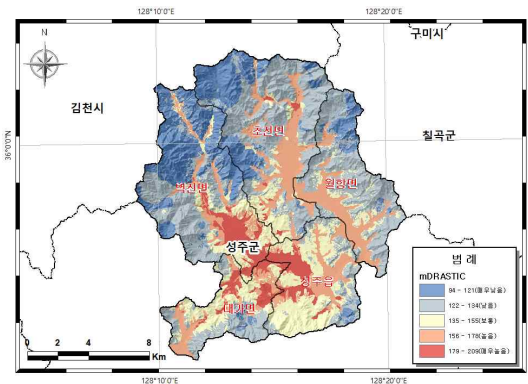 128°10'0"E
128°20'0"E
구미시
N
김천시
36°0'0"N
초전면
칠곡군
벽진면
월항면
성주군
성주읍
대가면
범 례
mDRASTIC
94 - 121(매우낮음)
122 - 134(낮음)
135 - 155(보통)
156 - 178(높음)
179 - 209(매우높음)
0 2 4 8
Km
128°10'0"E
128°20'0"E